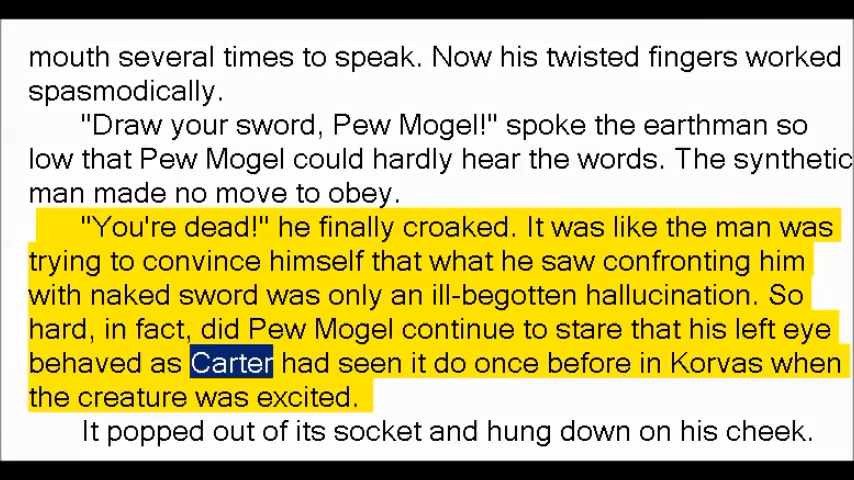 mouth several times to speak. Now his twisted fingers worked
spasmodically.
"Draw your sword, Pew Mogel!" spoke the earthman so
low that Pew Mogel could hardly hear the words. The synthetic
man made no move to obey.
"You're dead!" he finally croaked. It was like the man was
trying to convince himself that what he saw confronting him
with naked sword was only an ill-begotten hallucination. So
hard, in fact, did Pew Mogel continue to stare that his left eye
behaved as Carter had seen it do once before in Korvas when
the creature was excited.
It popped out of its socket and hung down on his cheek.